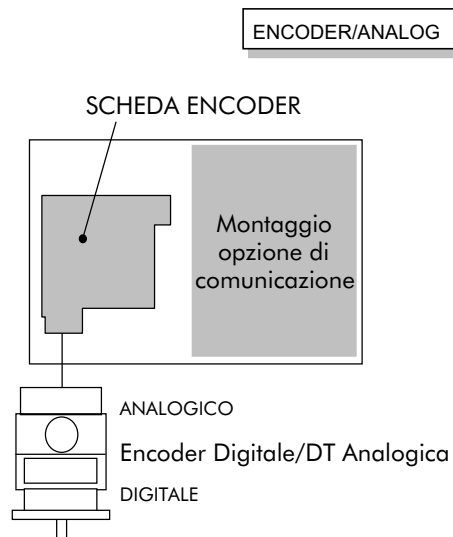 ENCODER/ANALOG
SCHEDA ENCODER
Montaggio
opzione di
comunicazione
ANALOGICO
Encoder Digitale/DT Analogica
DIGITALE